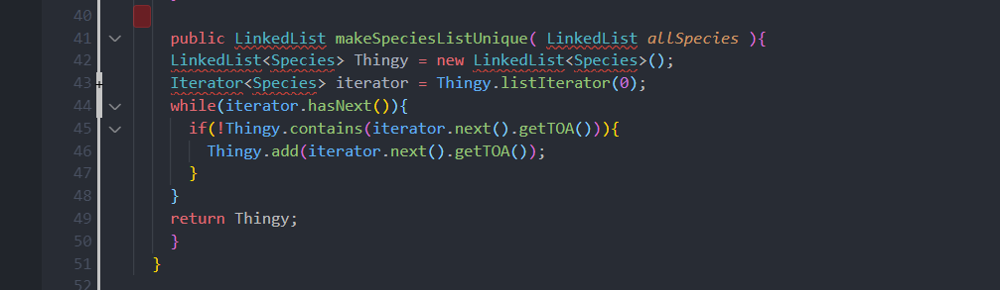 40
41 public LinkedList makeSpeciesListUnique( LinkedList allSpecies ){
42 LinkedList<Species> Thingy = new LinkedList<Species>();
43 Iterator<Species> iterator = Thingy.listIterator(0);
44 while(iterator.hasNext()){
45 if(!Thingy.contains(iterator.next().getTOA())){
46 Thingy.add(iterator.next().getTOA());
47 }
48 }
49 return Thingy;
50 }
51 }
52